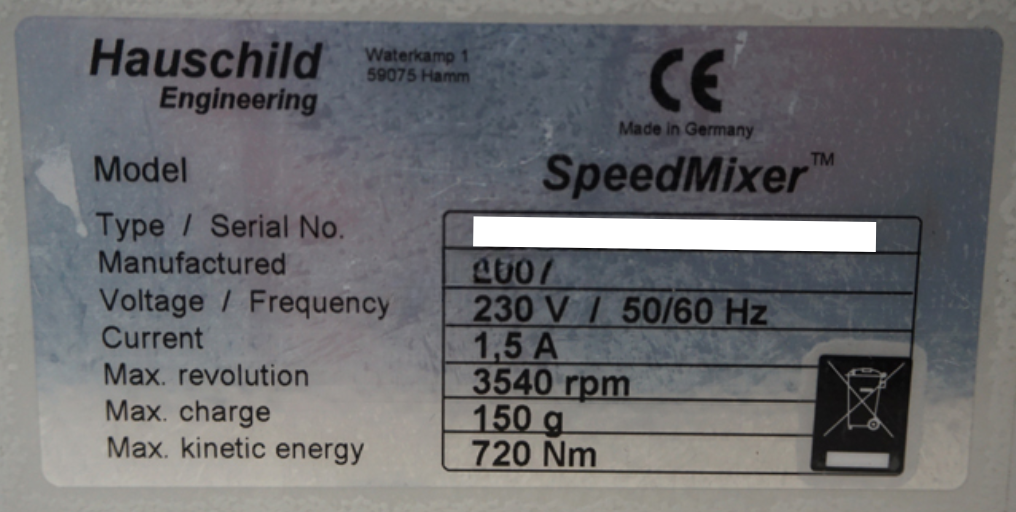 Hauschild
Engineering
Waterkamp 1
59075 Hamm
CE
Made in Germany
Model SpeedMixer™
Type / Serial No.
Manufactured 2007
Voltage / Frequency 230 V / 50/60 Hz
Current 1,5 A
Max. revolution 3540 rpm
Max. charge 150 g
Max. kinetic energy 720 Nm